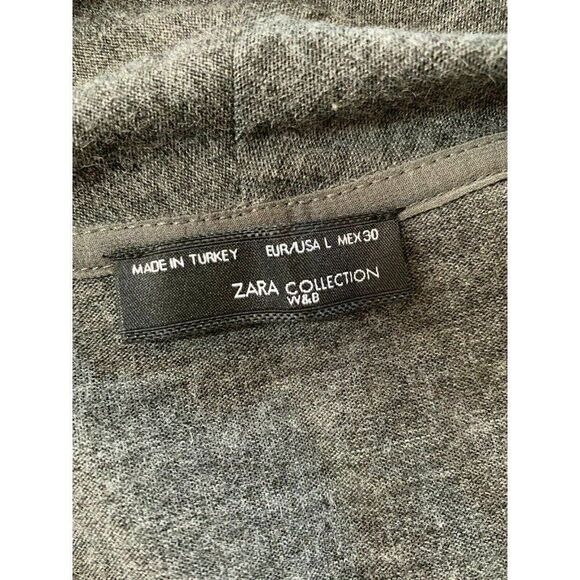 MADE IN TURKEY EUR/USA L MEX 30
ZARA COLLECTION
W&B